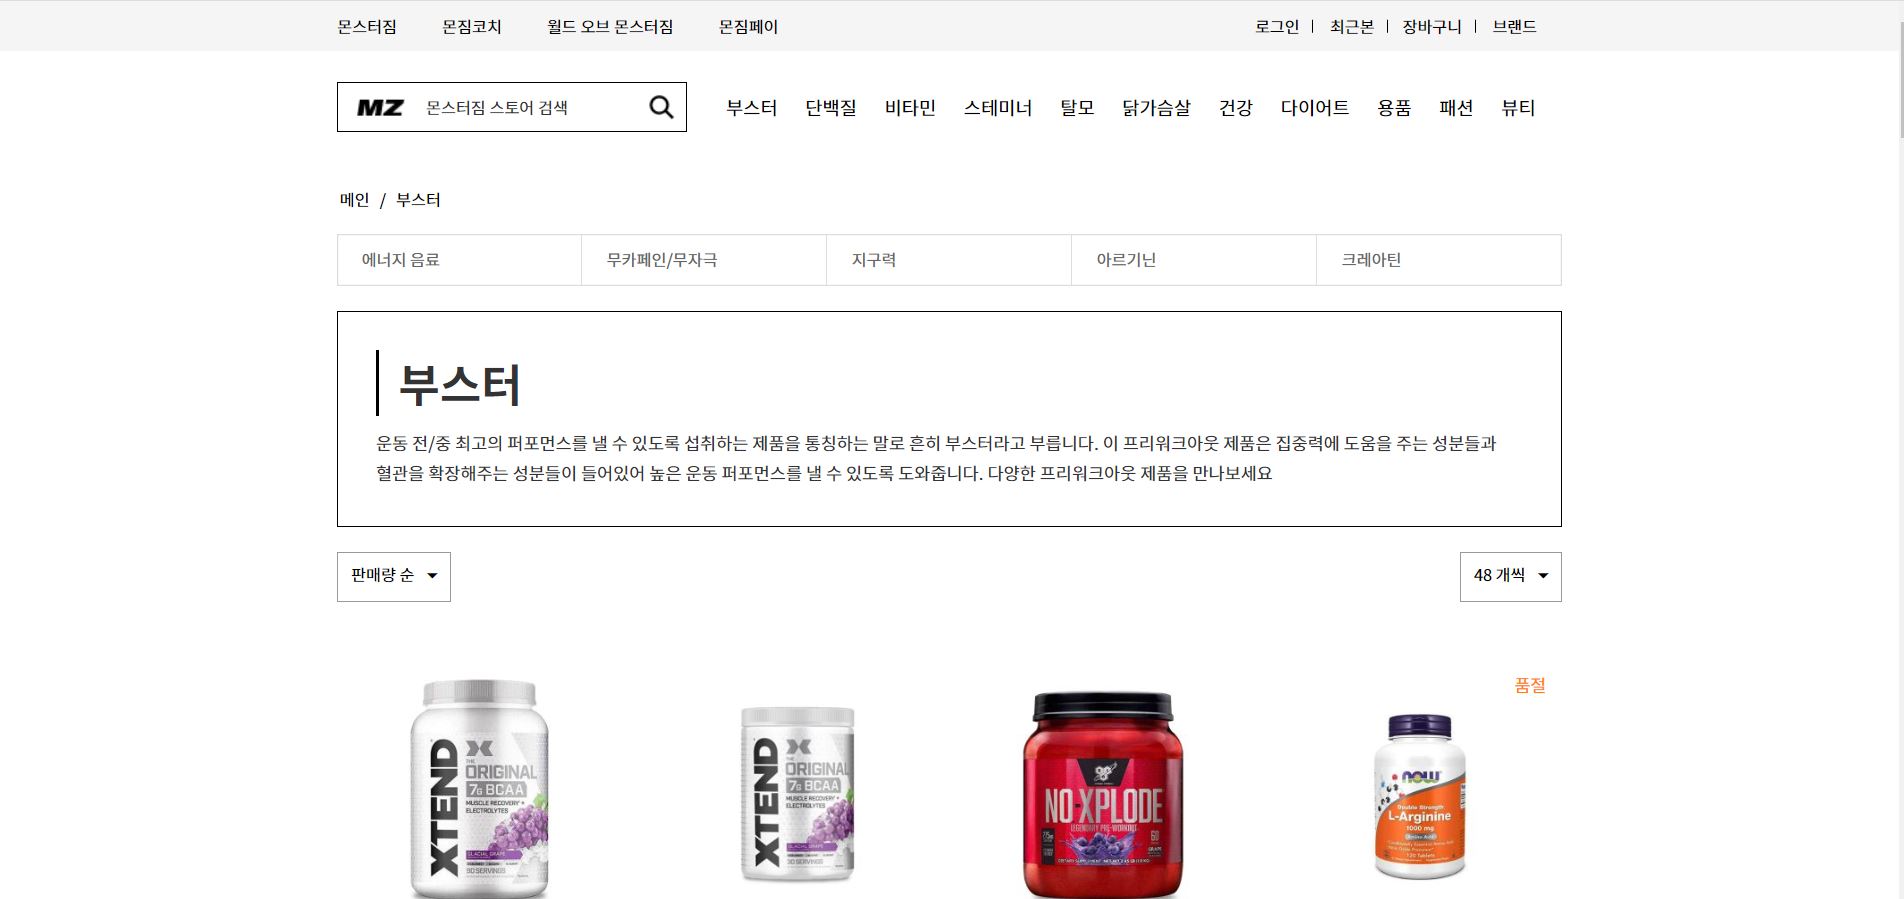 몬스터짐 몬짐코치 월드 오브 몬스터짐 몬짐페이 로그인 | 최근본 | 장바구니 | 브랜드
MZ 몬스터짐 스토어 검색 부스터 단백질 비타민 스테미너 탈모 닭가슴살 건강 다이어트 용품 패션 뷰티
메인 / 부스터
에너지 음료 무카페인/무자극 지구력 아르기닌 크레아틴
부스터
운동 전/중 최고의 퍼포먼스를 낼 수 있도록 섭취하는 제품을 통칭하는 말로 흔히 부스터라고 부릅니다. 이 프리워크아웃 제품은 집중력에 도움을 주는 성분들과
혈관을 확장해주는 성분들이 들어있어 높은 운동 퍼포먼스를 낼 수 있도록 도와줍니다. 다양한 프리워크아웃 제품을 만나보세요
판매량 순 48 개씩
품절
XTEND
THE
ORIGINAL
7G BCAA
MUSCLE RECOVERY +
ELECTROLYTES
GLACIAL GRAPE
90 SERVINGS
XTEND
THE
ORIGINAL
7G BCAA
MUSCLE RECOVERY +
ELECTROLYTES
GLACIAL GRAPE
30 SERVINGS
NO-XPLODE
LEGENDARY PRE-WORKOUT
60
GRAPE
NOW
Double Strength
L-Arginine
1000 mg
Amino Acid
120 Tablets